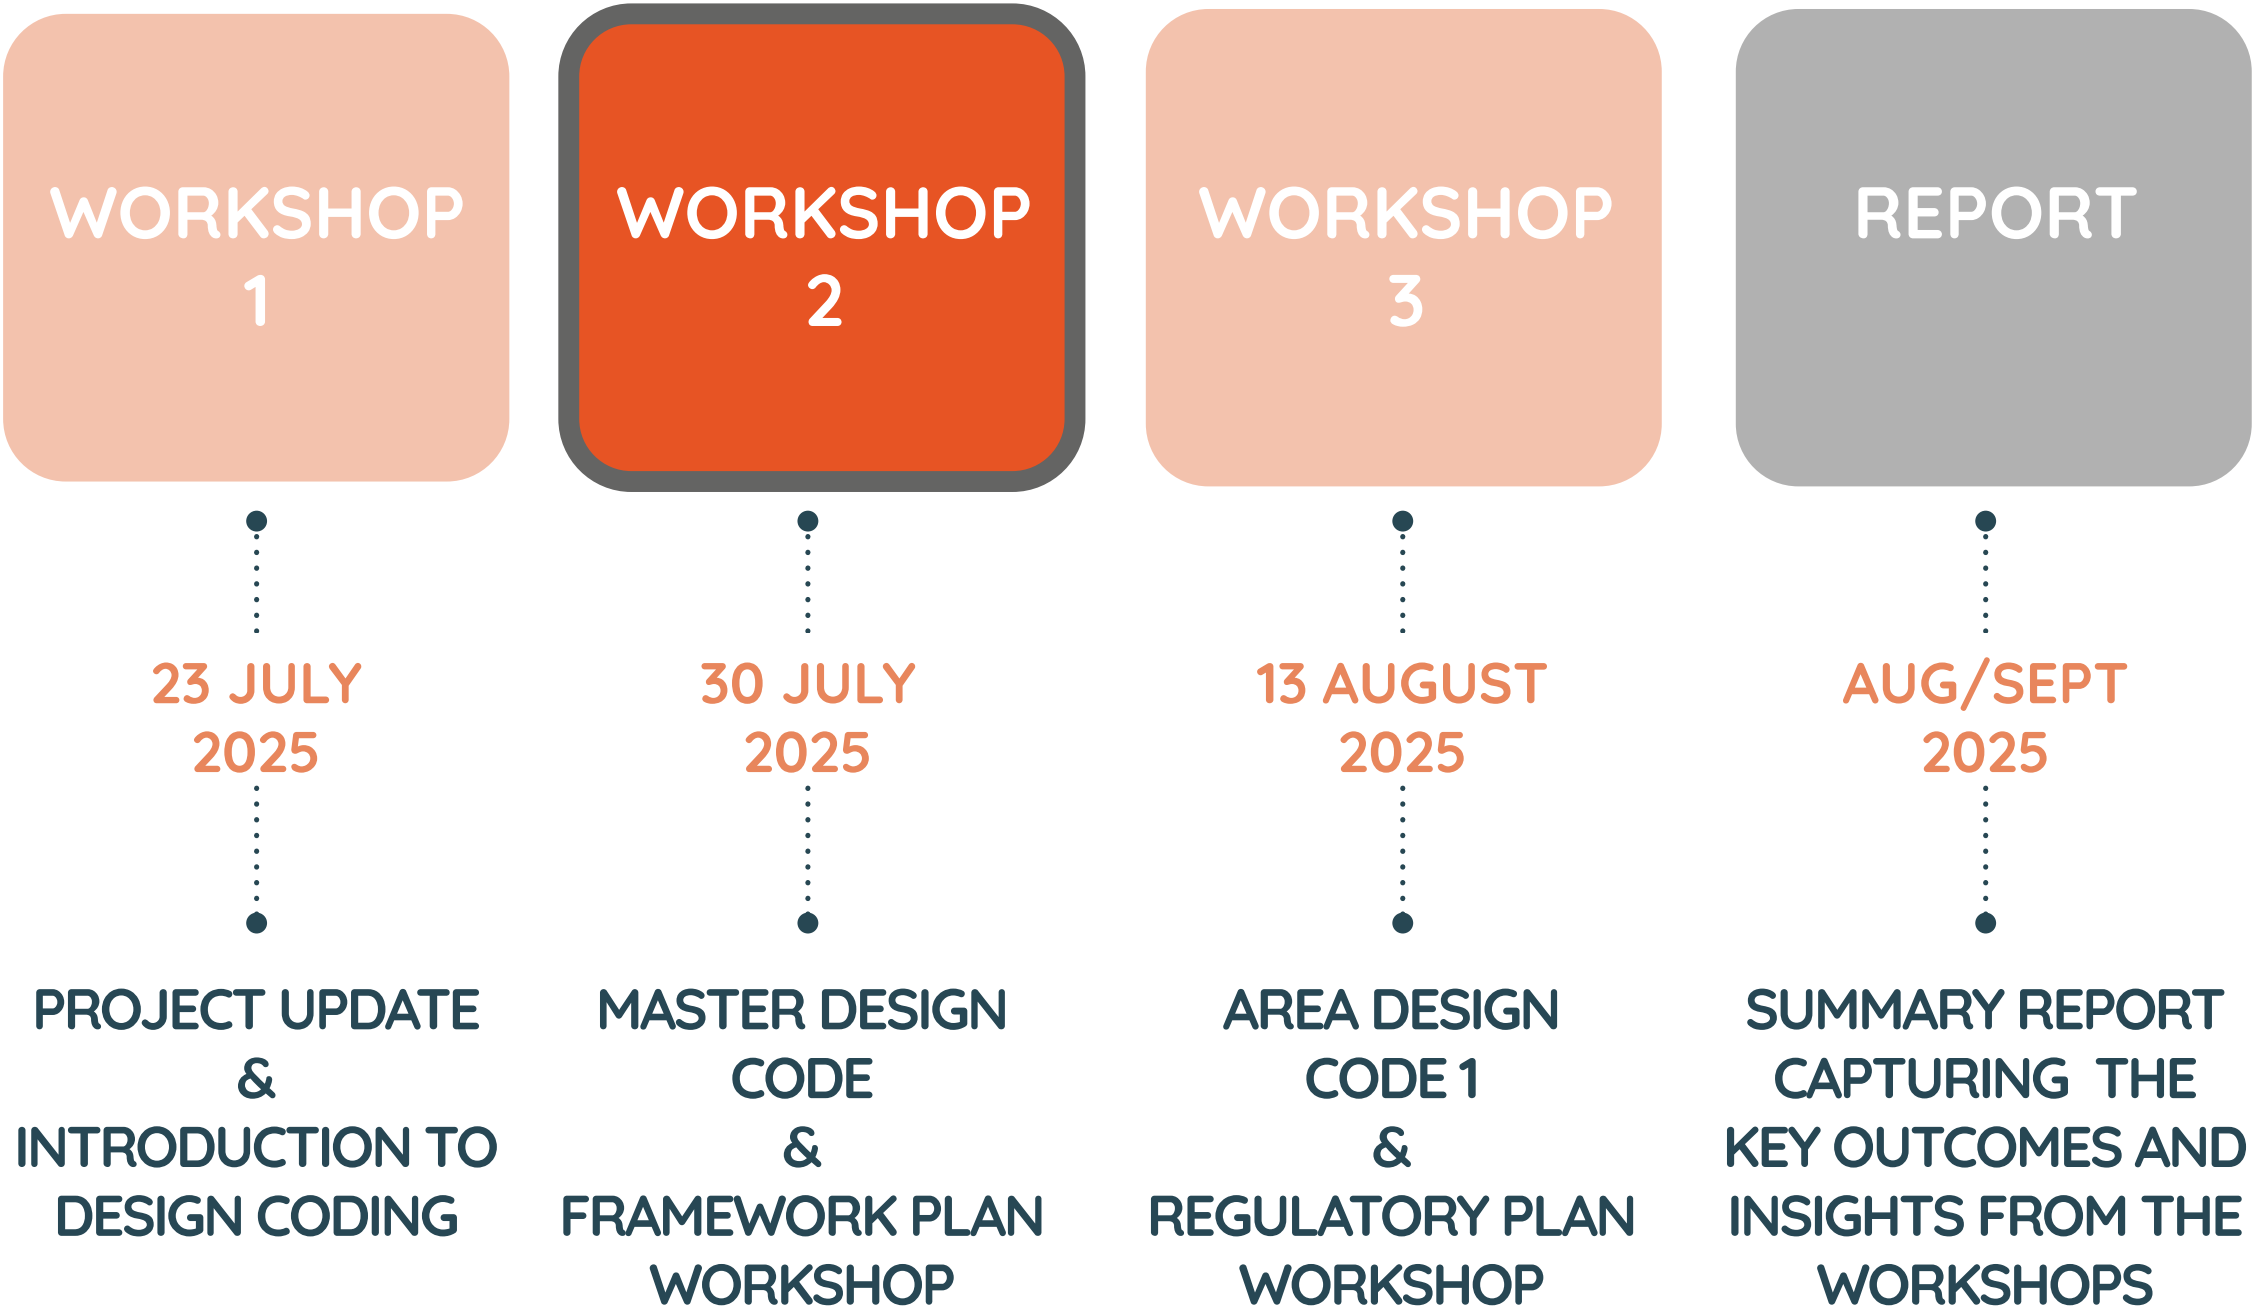 WORKSHOP
1
WORKSHOP
2
WORKSHOP
3
REPORT
23 JULY
2025
30 JULY
2025
13 AUGUST
2025
AUG/SEPT
2025
PROJECT UPDATE
&
INTRODUCTION TO
DESIGN CODING
MASTER DESIGN
CODE
&
FRAMEWORK PLAN
WORKSHOP
AREA DESIGN
CODE 1
&
REGULATORY PLAN
WORKSHOP
SUMMARY REPORT
CAPTURING THE
KEY OUTCOMES AND
INSIGHTS FROM THE
WORKSHOPS